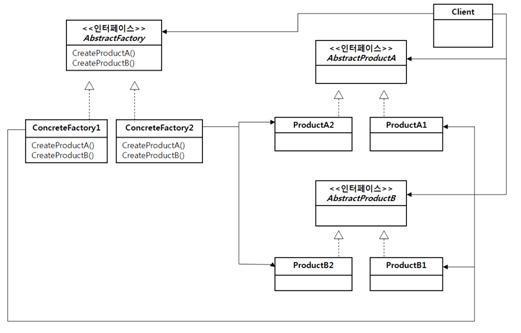 Client
<<인터페이스>>
AbstractFactory
CreateProductA()
CreateProductB()
<<인터페이스>>
AbstractProductA
ConcreteFactory1
CreateProductA()
CreateProductB()
ConcreteFactory2
CreateProductA()
CreateProductB()
ProductA2
ProductA1
<<인터페이스>>
AbstractProductB
ProductB2
ProductB1